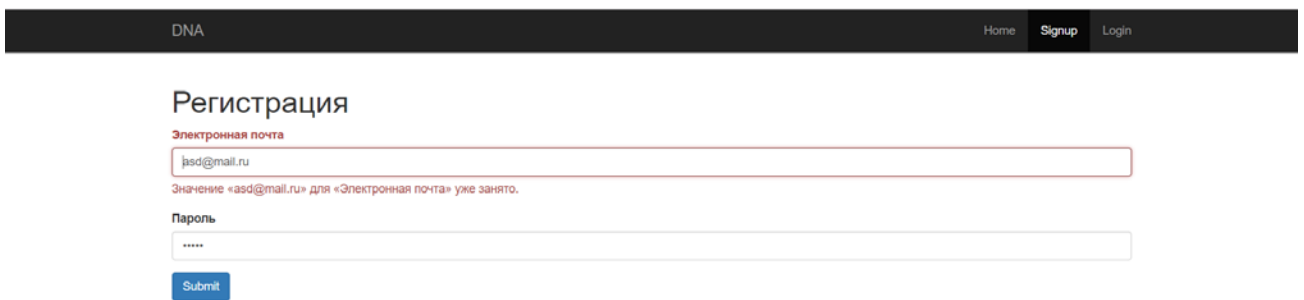 DNA Home Signup Login
Регистрация
Электронная почта
asd@mail.ru
Значение «asd@mail.ru» для «Электронная почта» уже занято.
Пароль
•••••
Submit